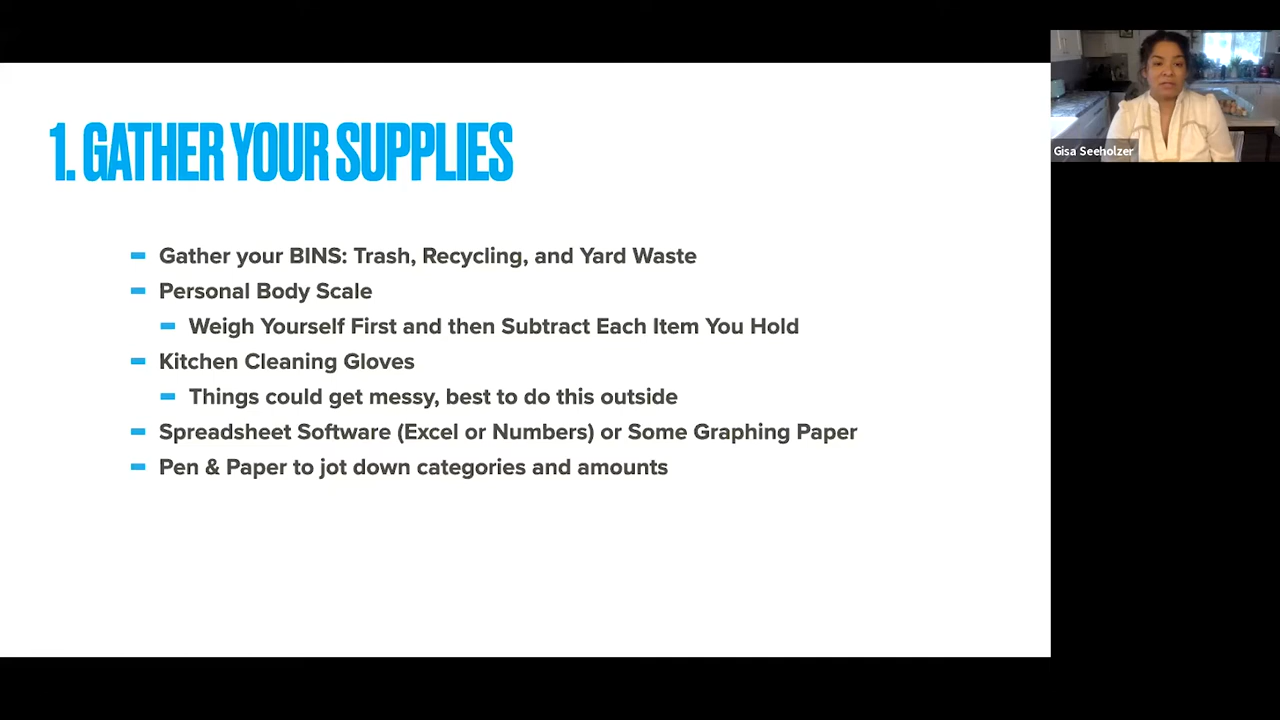 1. GATHER YOUR SUPPLIES
Gather your BINS: Trash, Recycling, and Yard Waste
Personal Body Scale
Weigh Yourself First and then Subtract Each Item You Hold
Kitchen Cleaning Gloves
Things could get messy, best to do this outside
Spreadsheet Software (Excel or Numbers) or Some Graphing Paper
Pen & Paper to jot down categories and amounts
Gisa Seeholzer